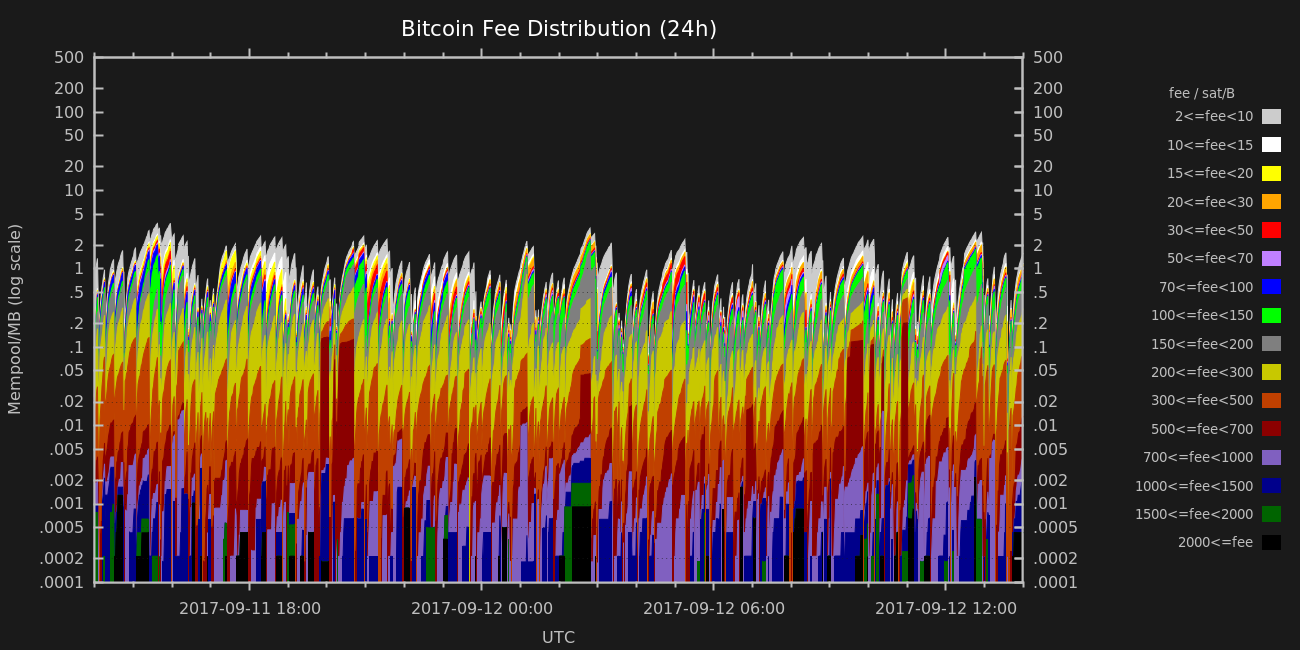 Bitcoin Fee Distribution (24h)
Mempool/MB (log scale)
500
200
100
50
20
10
5
2
1
.5
.2
.1
.05
.02
.01
.005
.002
.001
.0005
.0002
.0001
500
200
100
50
20
10
5
2
1
.5
.2
.1
.05
.02
.01
.005
.002
.001
.0005
.0002
.0001
2017-09-11 18:00
2017-09-12 00:00
2017-09-12 06:00
2017-09-12 12:00
UTC
fee / sat/B
2<=fee<10
10<=fee<15
15<=fee<20
20<=fee<30
30<=fee<50
50<=fee<70
70<=fee<100
100<=fee<150
150<=fee<200
200<=fee<300
300<=fee<500
500<=fee<700
700<=fee<1000
1000<=fee<1500
1500<=fee<2000
2000<=fee